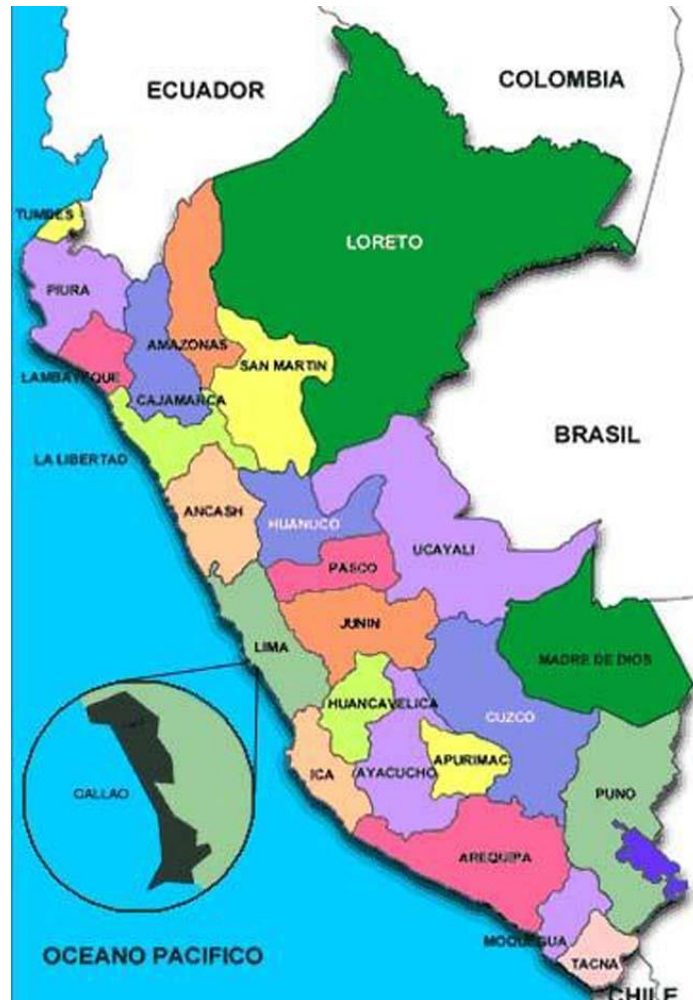 COLOMBIA
ECUADOR
TUMBES
LORETO
PIURA
AMAZONAS
SAN MARTIN
LAMBAYEQUE
CAJAMARCA
BRASIL
LA LIBERTAD
ANCASH
HUANUCO
UCAYALI
PASCO
JUNIN
LIMA
MADRE DE DIOS
HUANCAVELICA
CUZCO
APURIMAC
ICA
AYACUCHO
CALLAO
PUNO
AREQUIPA
MOQUEGUA
OCEANO PACIFICO
TACNA
CHILE